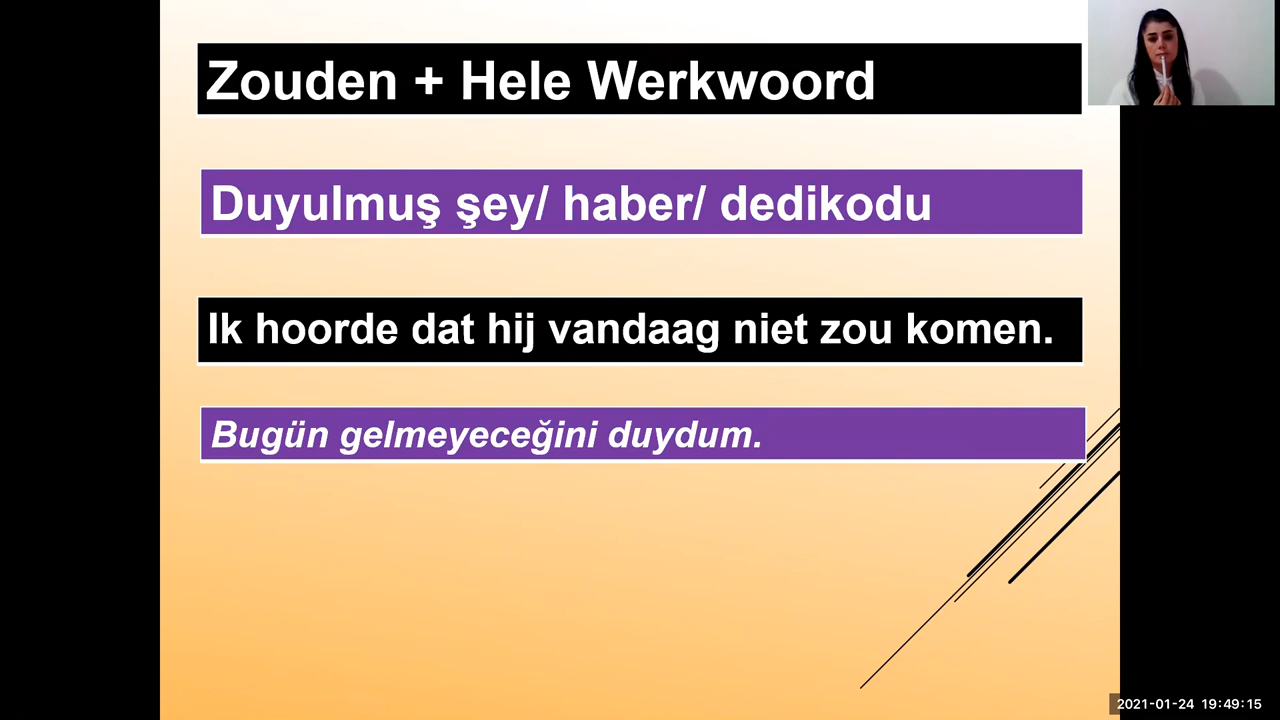 Zouden + Hele Werkwoord
Duyulmuş şey/ haber/ dedikodu
Ik hoorde dat hij vandaag niet zou komen.
Bugün gelmeyeceğini duydum.
2021-01-24 19:49:15